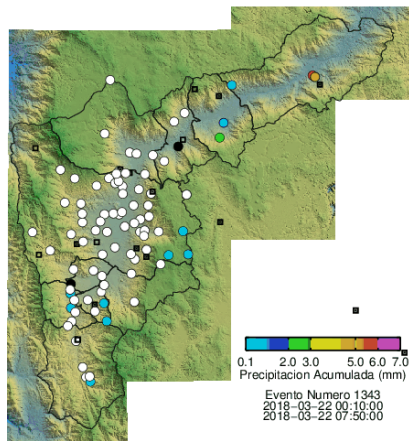 0.1 2.0 3.0 5.0 6.0 7.0
Precipitacion Acumulada (mm)
Evento Numero 1343
2018-03-22 00:10:00
2018-03-22 07:50:00